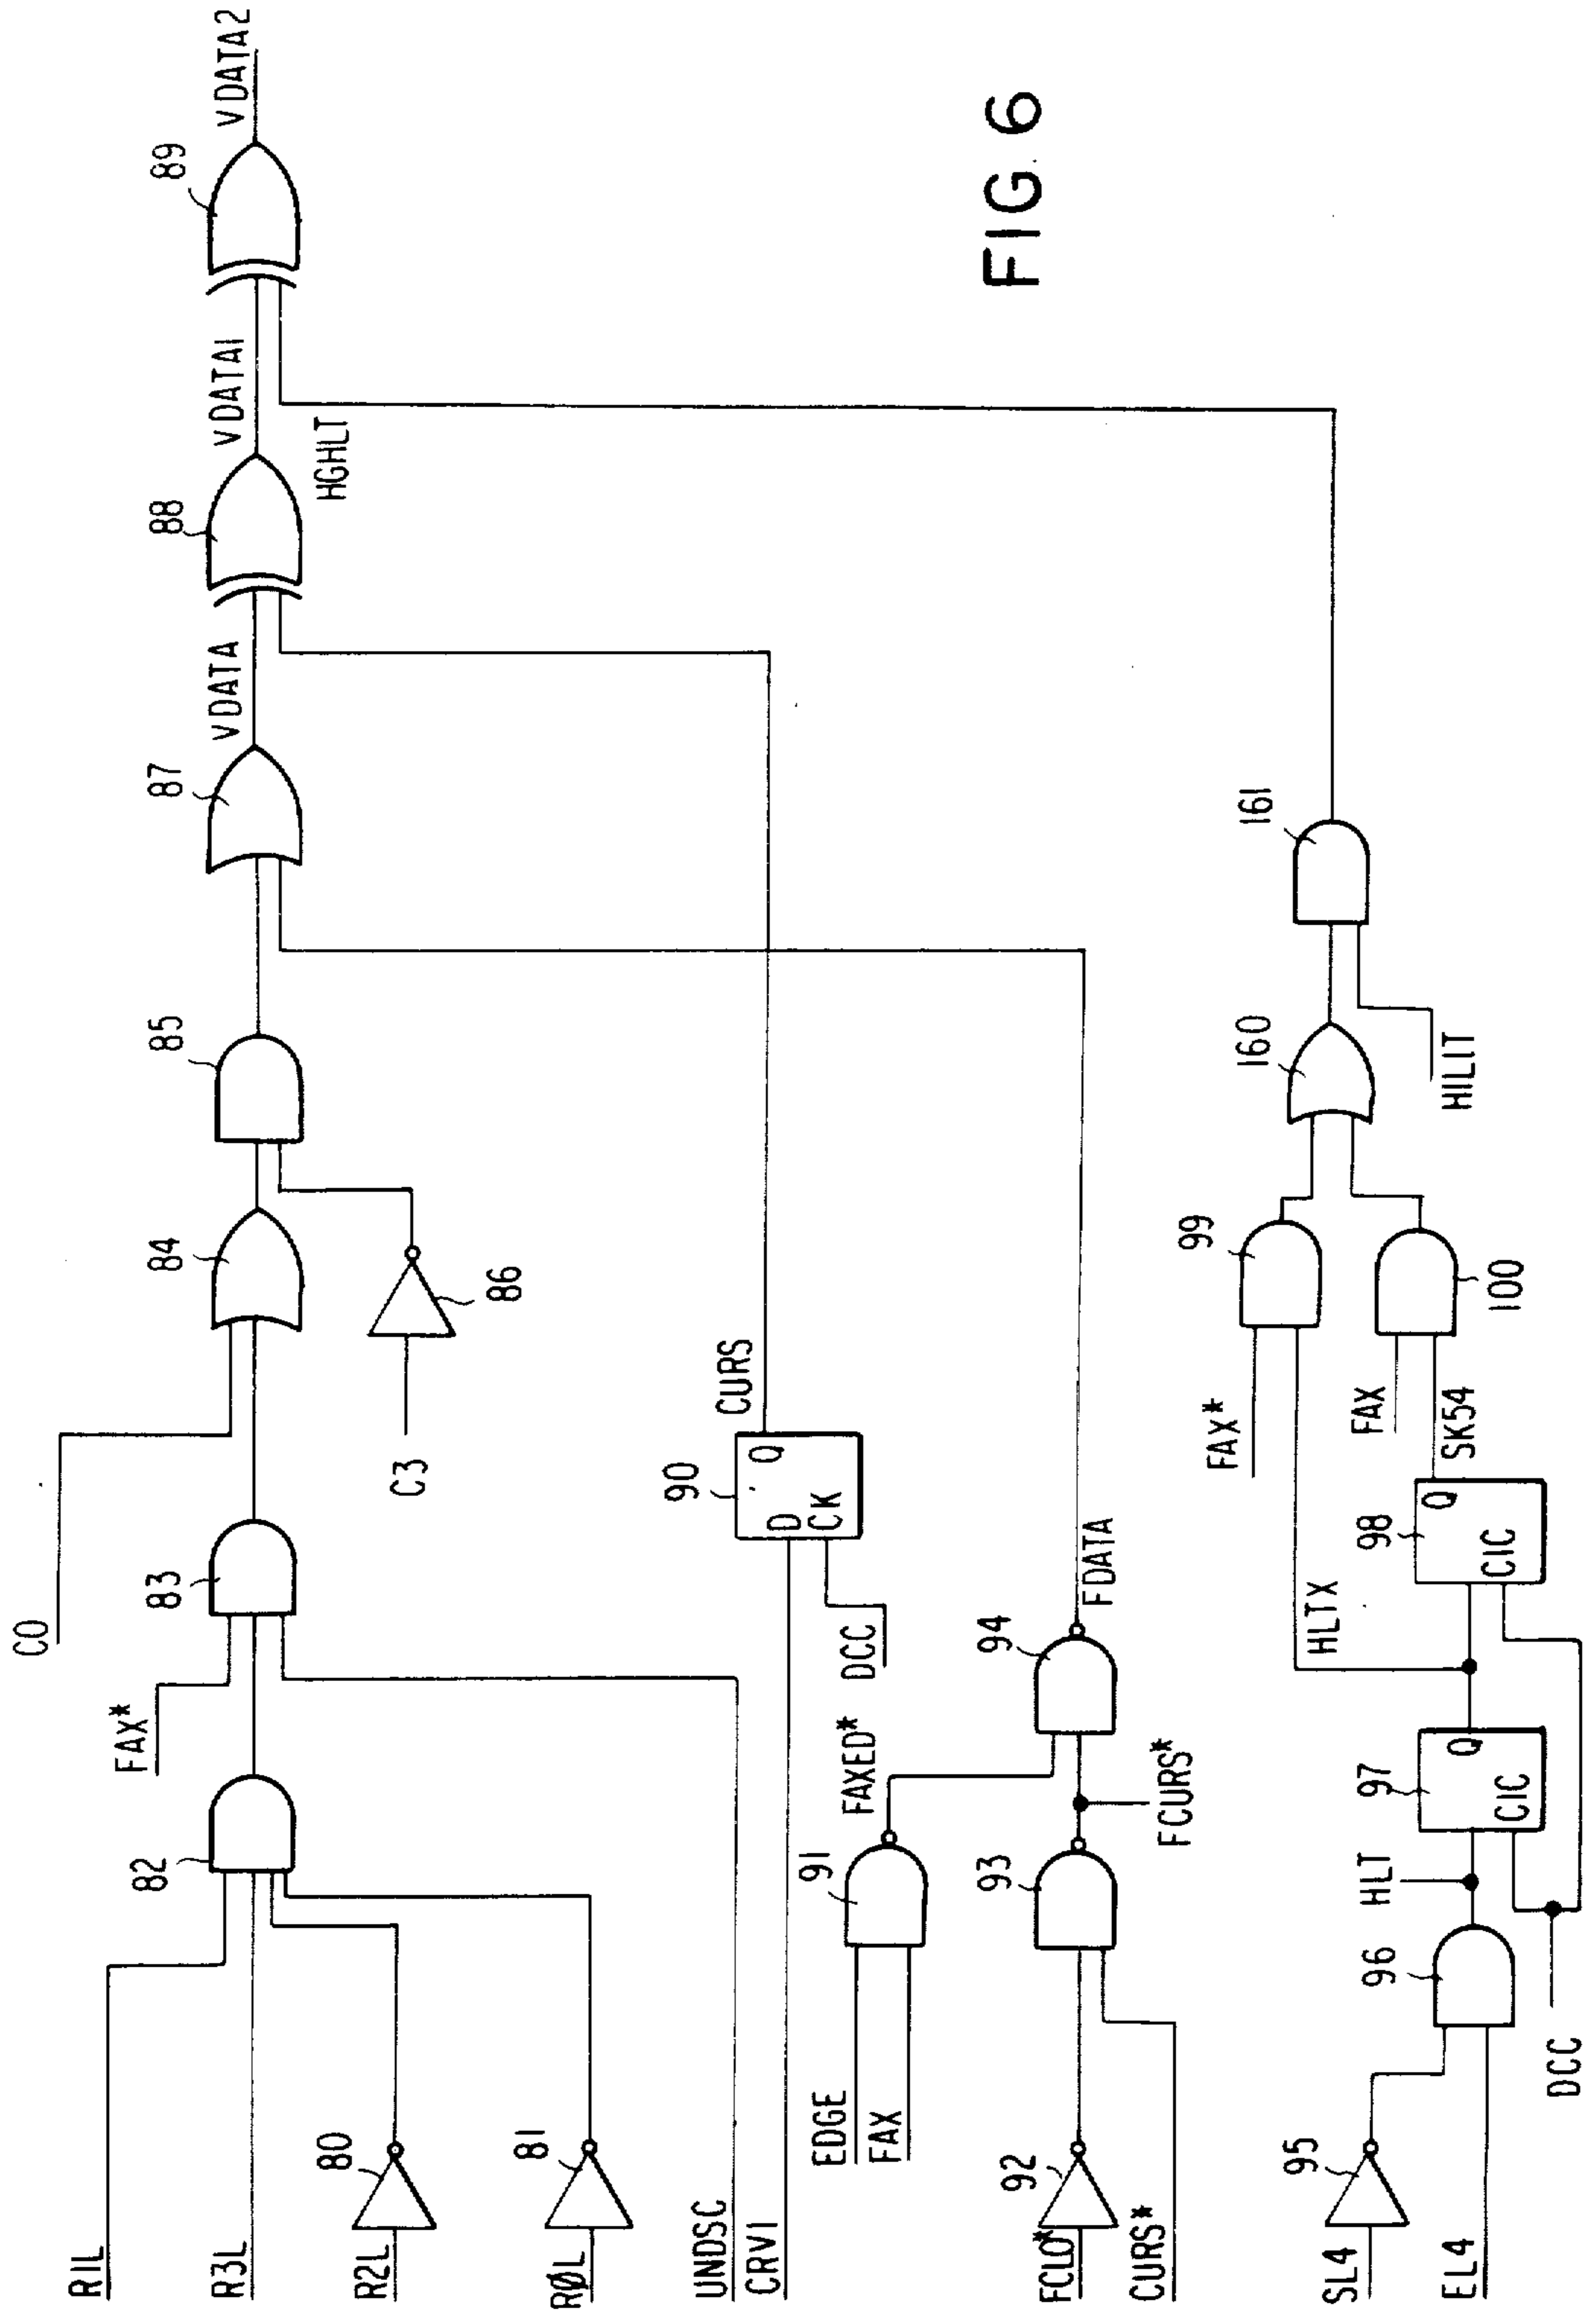 VDATA2
89
VDATA1
HGHLT
88
VDATA
87
85
84
86
C3
CO
83
FAX*
82
R1L
R3L
80
R2L
81
RØL
UNDSC
CRV1
CURS
90
D
Q
CK
DCC
FDATA
94
FAXED*
91
EDGE
FAX
FCURS*
93
92
FCLO*
CURS*
161
160
HILIT
99
FAX*
100
FAX
SK54
HLTX
98
Q
CIC
97
Q
CIC
HLT
96
DCC
95
SL4
EL4
FIG. 6